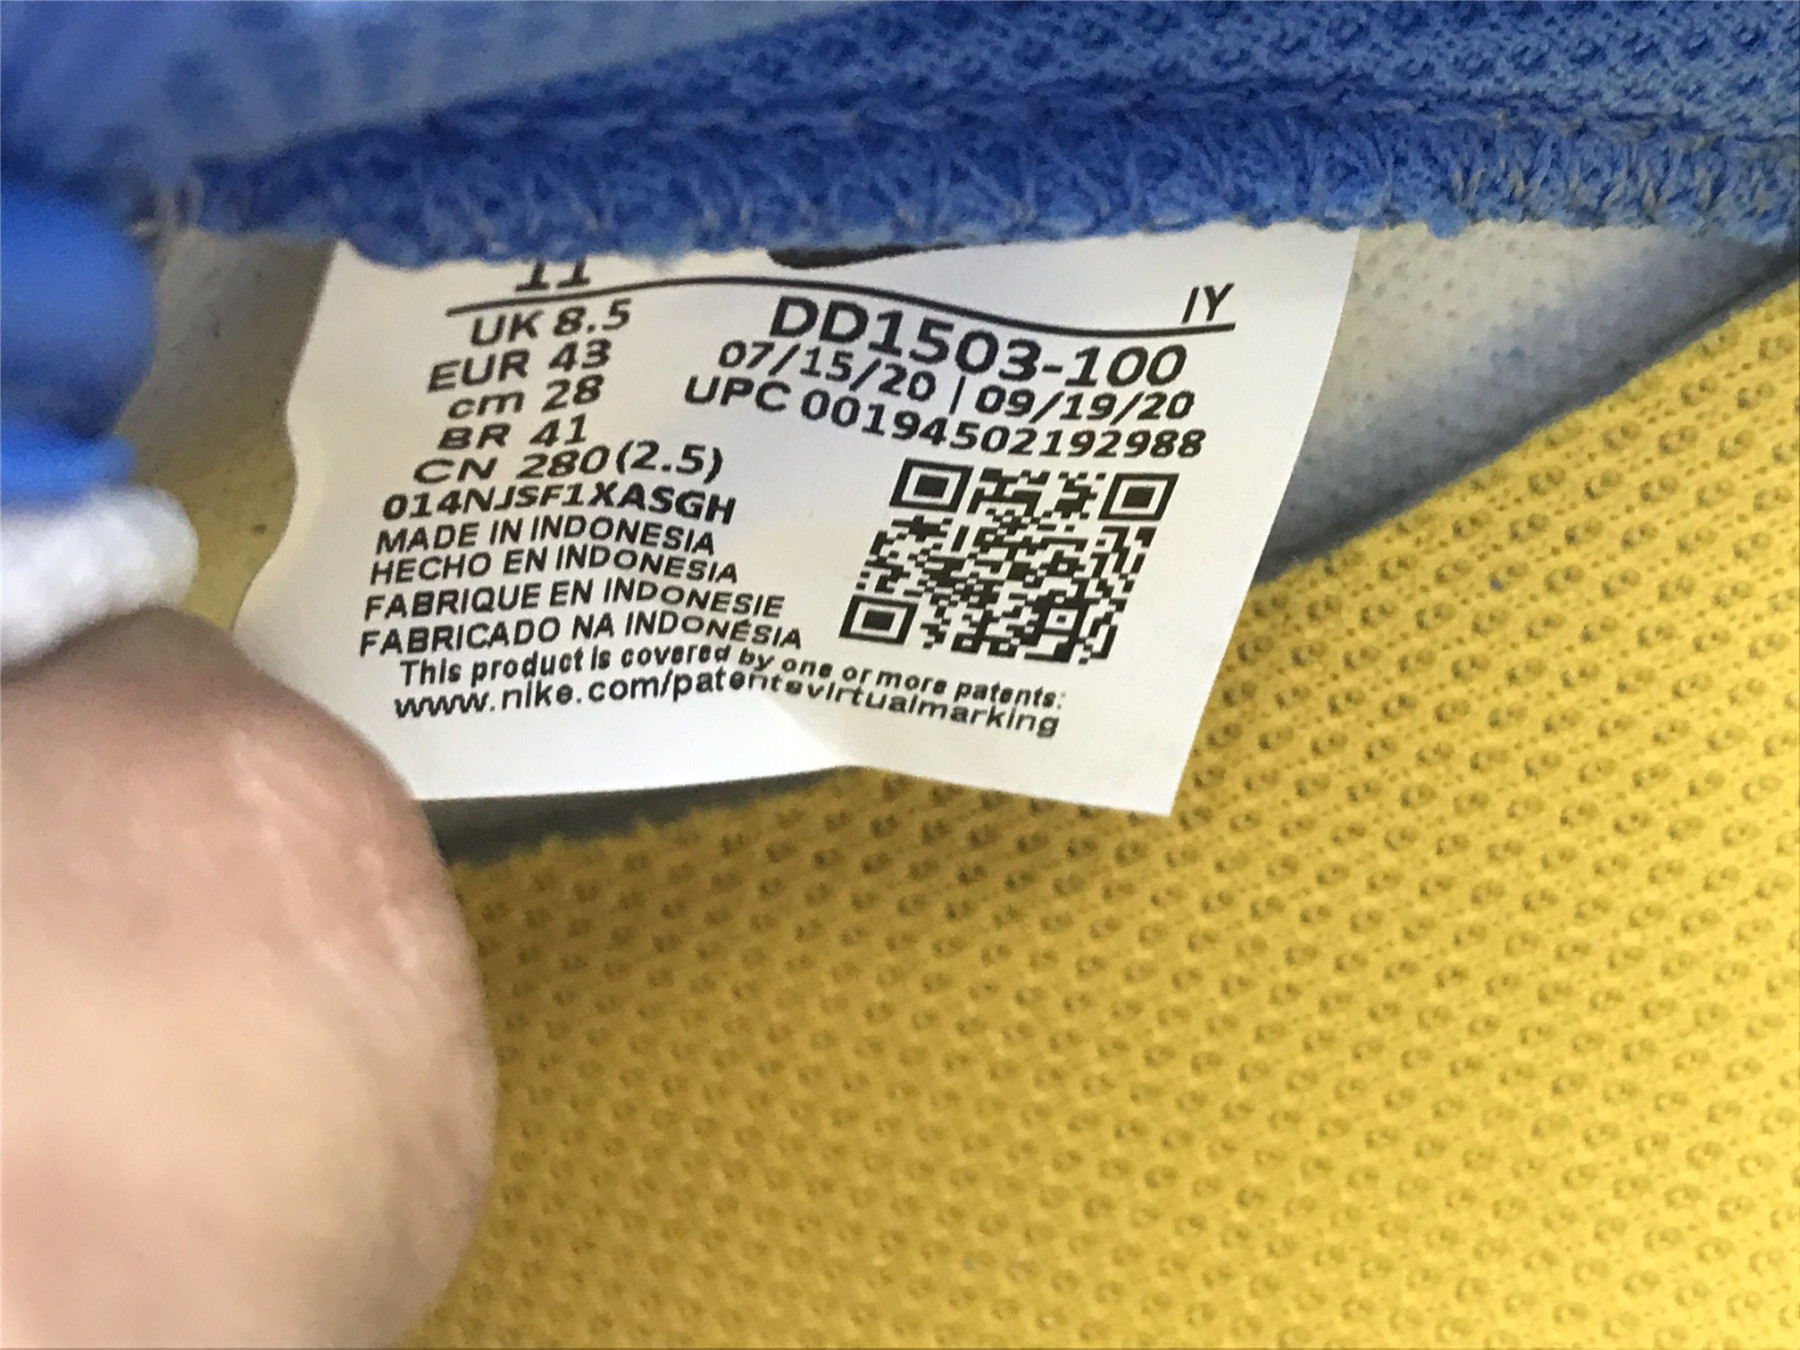 11
IY
UK 8.5
EUR 43
cm 28
BR 41
CN 280(2.5)
DD1503-100
07/15/20 | 09/19/20
UPC 00194502192988
014NJSF1XASGH
MADE IN INDONESIA
HECHO EN INDONESIA
FABRIQUE EN INDONESIE
FABRICADO NA INDONÉSIA
This product is covered by one or more patents:
www.nike.com/patentsvirtualmarking